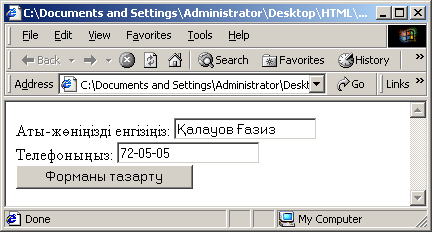 C:\Documents and Settings\Administrator\Desktop\HTML\...
File Edit View Favorites Tools Help
Back Search Favorites History
Address C:\Documents and Settings\Administrator\Deskt Go Links »
Аты-жөніңізді енгізіңіз: Қалауов Ғазиз
Телефоныңыз: 72-05-05
Форманы тазарту
Done My Computer